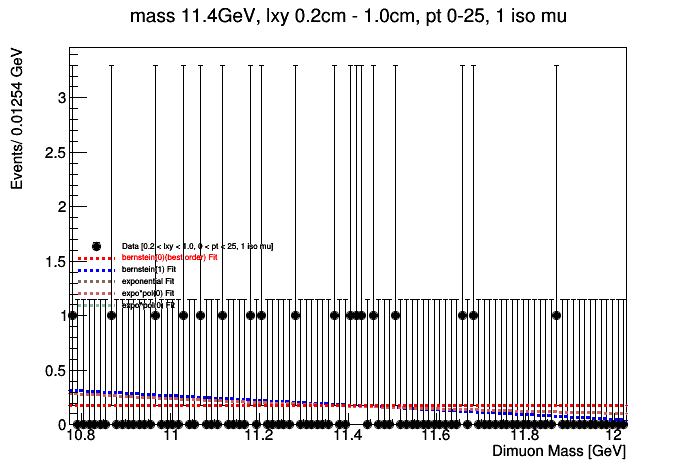 mass 11.4GeV, lxy 0.2cm - 1.0cm, pt 0-25, 1 iso mu
Events/ 0.01254 GeV
3
2.5
2
1.5
1
0.5
0
Data [0.2 < lxy < 1.0, 0 < pt < 25, 1 iso mu]
bernstein[0](best order) Fit
bernstein[1] Fit
exponential Fit
expo*pol(0) Fit
10.8 11 11.2 11.4 11.6 11.8 12
Dimuon Mass [GeV]